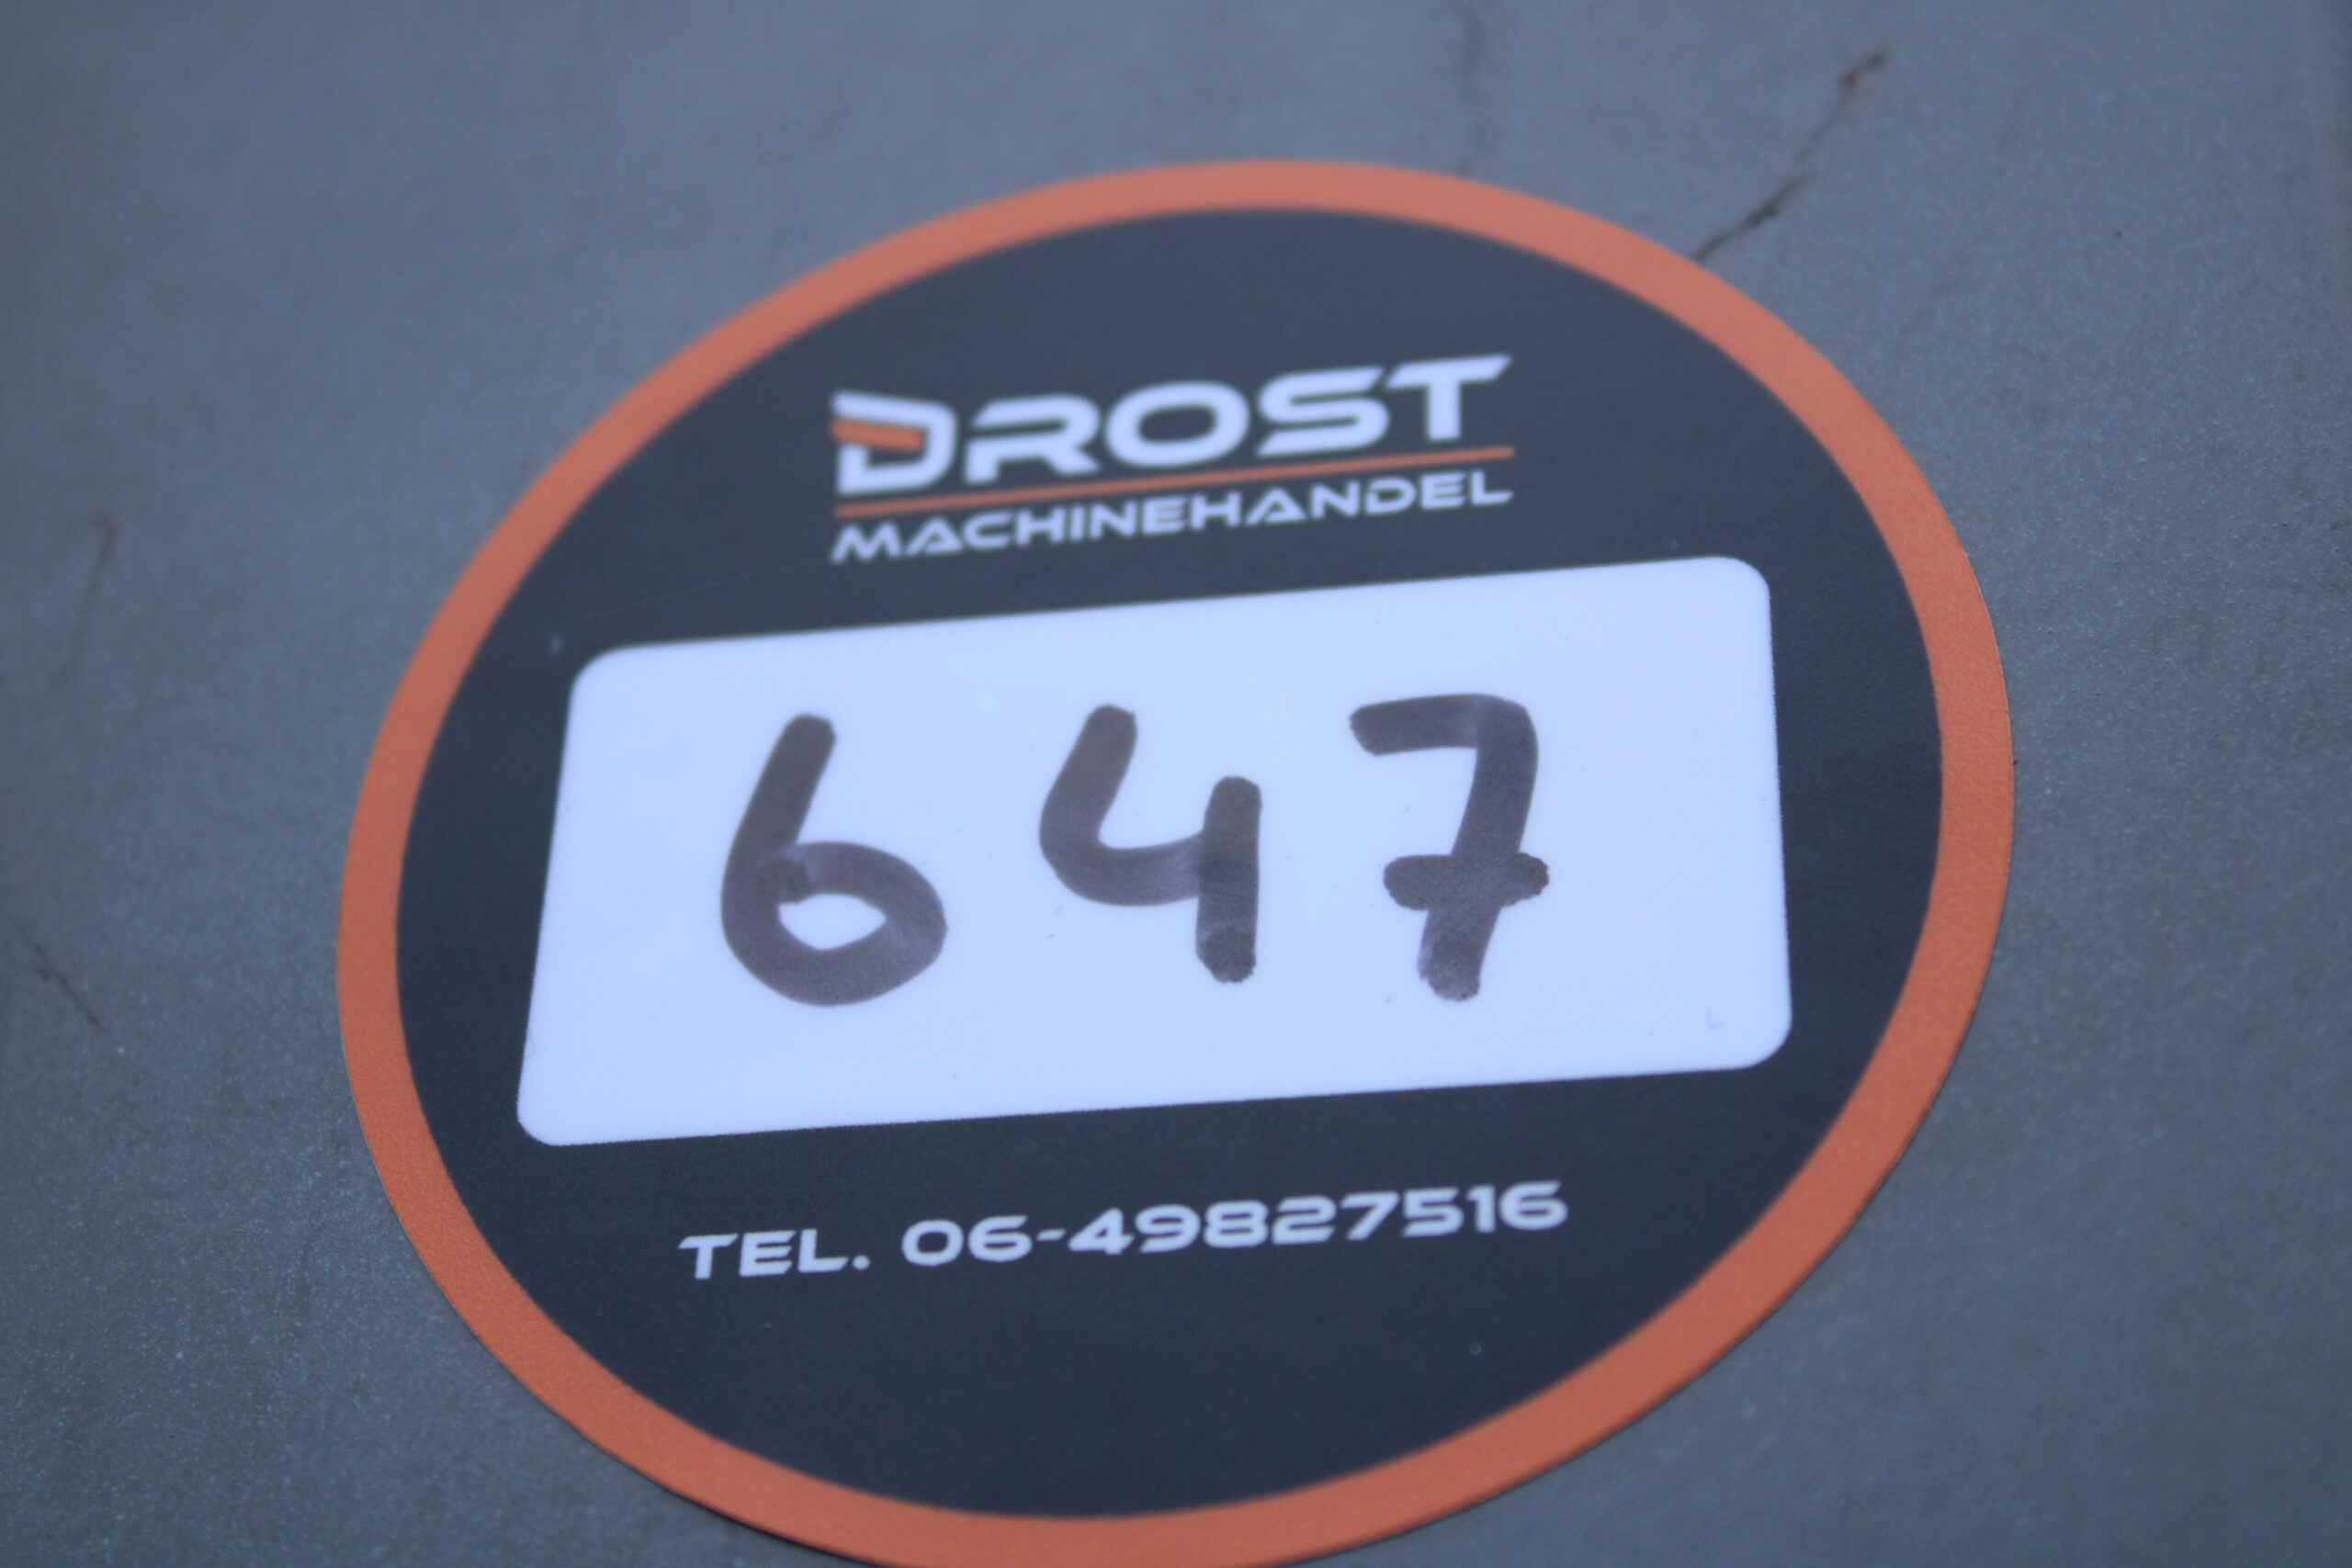 DROST
MACHINEHANDEL
647
TEL. 06-49827516